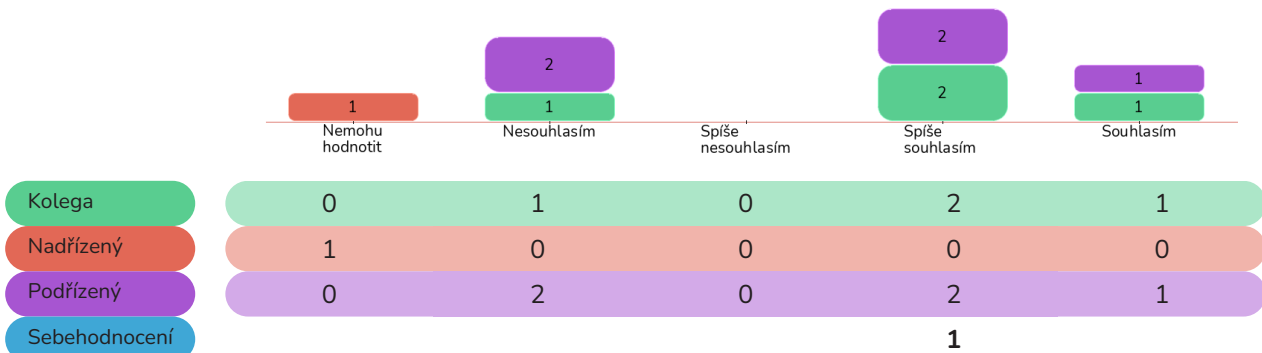 2
2
2
1
1
1
1
Nemohu
hodnotit
Nesouhlasím
Spíše
nesouhlasím
Spíše
souhlasím
Souhlasím
Kolega 0 1 0 2 1
Nadřízený 1 0 0 0 0
Podřízený 0 2 0 2 1
Sebehodnocení 1